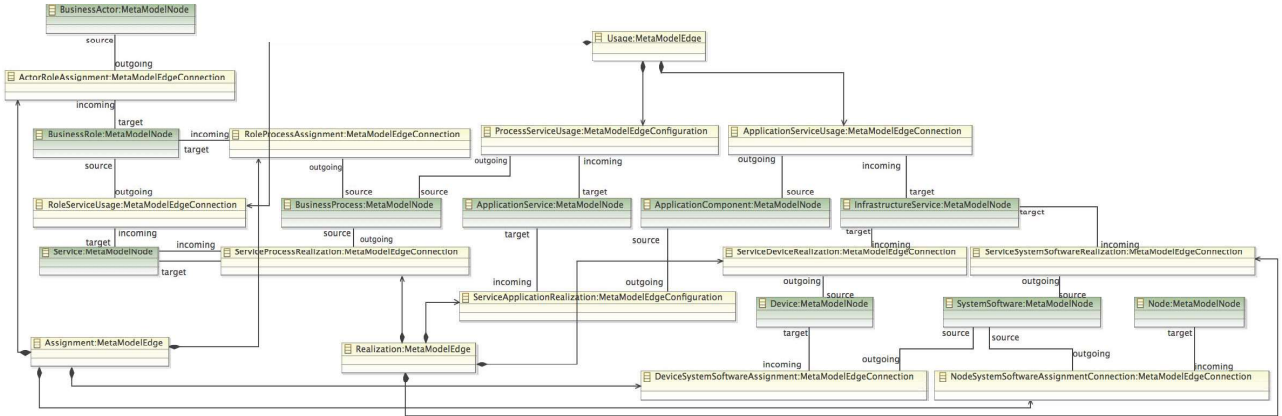 BusinessActor:MetaModelNode
source
Usage:MetaModelEdge
outgoing
ActorRoleAssignment:MetaModelEdgeConnection
incoming
target
BusinessRole:MetaModelNode
incoming
target
RoleProcessAssignment:MetaModelEdgeConnection
ProcessServiceUsage:MetaModelEdgeConfiguration
ApplicationServiceUsage:MetaModelEdgeConnection
source
outgoing
outgoing
incoming
outgoing
incoming
outgoing
source
source
target
source
target
RoleServiceUsage:MetaModelEdgeConnection
BusinessProcess:MetaModelNode
ApplicationService:MetaModelNode
ApplicationComponent:MetaModelNode
InfrastructureService:MetaModelNode
target
incoming
target
source
outgoing
target
source
target
incoming
incoming
Service:MetaModelNode
incoming
target
ServiceProcessRealization:MetaModelEdgeConnection
ServiceDeviceRealization:MetaModelEdgeConnection
ServiceSystemSoftwareRealization:MetaModelEdgeConnection
incoming
outgoing
outgoing
source
outgoing
source
ServiceApplicationRealization:MetaModelEdgeConfiguration
Device:MetaModelNode
SystemSoftware:MetaModelNode
Node:MetaModelNode
target
source
source
target
Assignment:MetaModelEdge
Realization:MetaModelEdge
incoming
outgoing
outgoing
incoming
DeviceSystemSoftwareAssignment:MetaModelEdgeConnection
NodeSystemSoftwareAssignmentConnection:MetaModelEdgeConnection